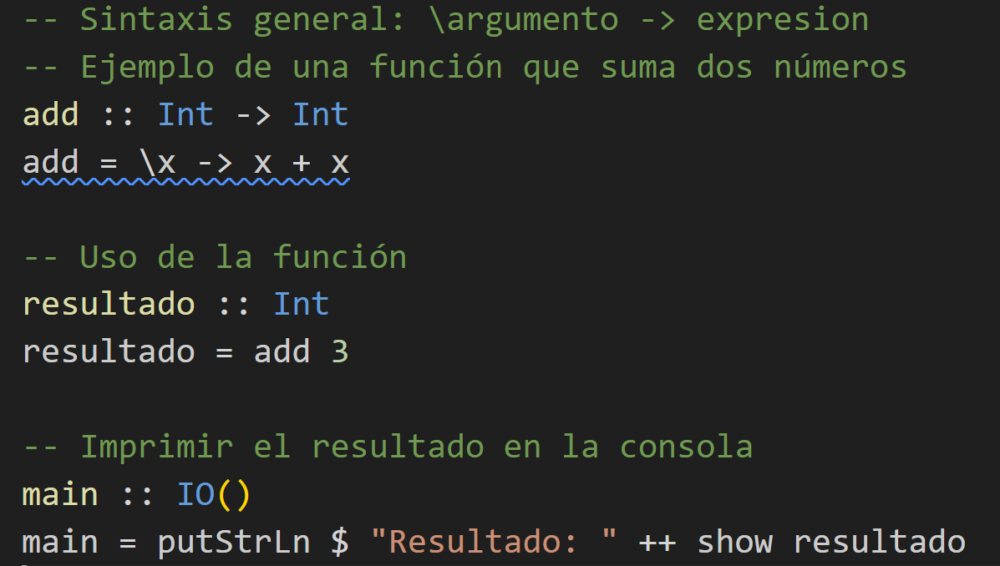 -- Sintaxis general: \argumento -> expresion
-- Ejemplo de una función que suma dos números
add :: Int -> Int
add = \x -> x + x
-- Uso de la función
resultado :: Int
resultado = add 3
-- Imprimir el resultado en la consola
main :: IO()
main = putStrLn $ "Resultado: " ++ show resultado